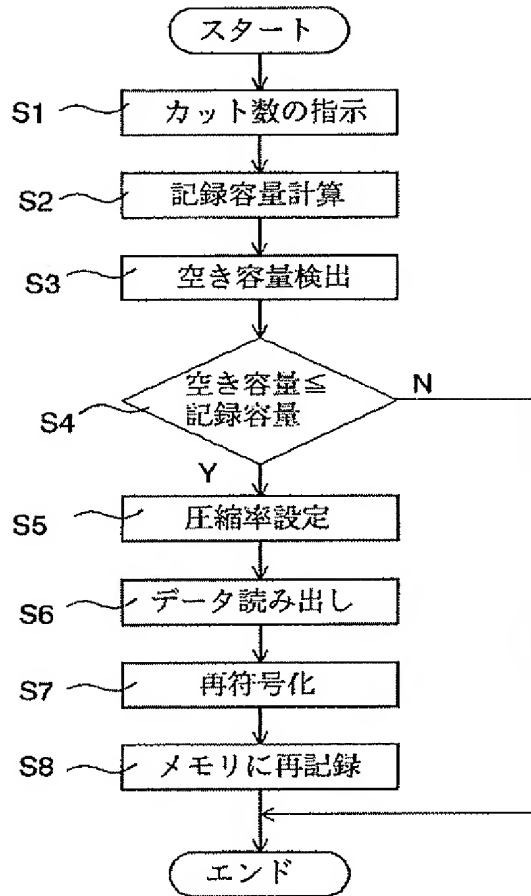 スタート
S1 カット数の指示
S2 記録容量計算
S3 空き容量検出
空き容量≦
S4 記録容量
N
Y
S5 圧縮率設定
S6 データ読み出し
S7 再符号化
S8 メモリに再記録
エンド